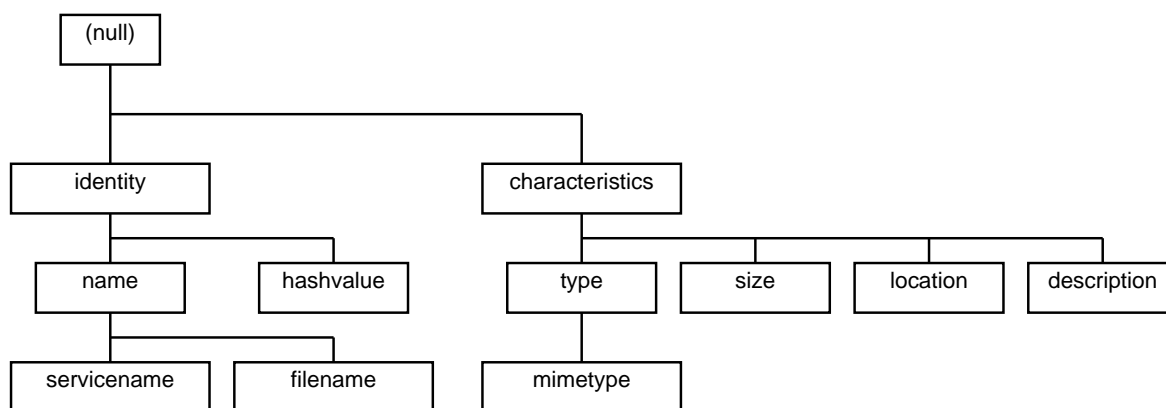 (null)
identity
characteristics
name
hashvalue
type
size
location
description
servicename
filename
mimetype